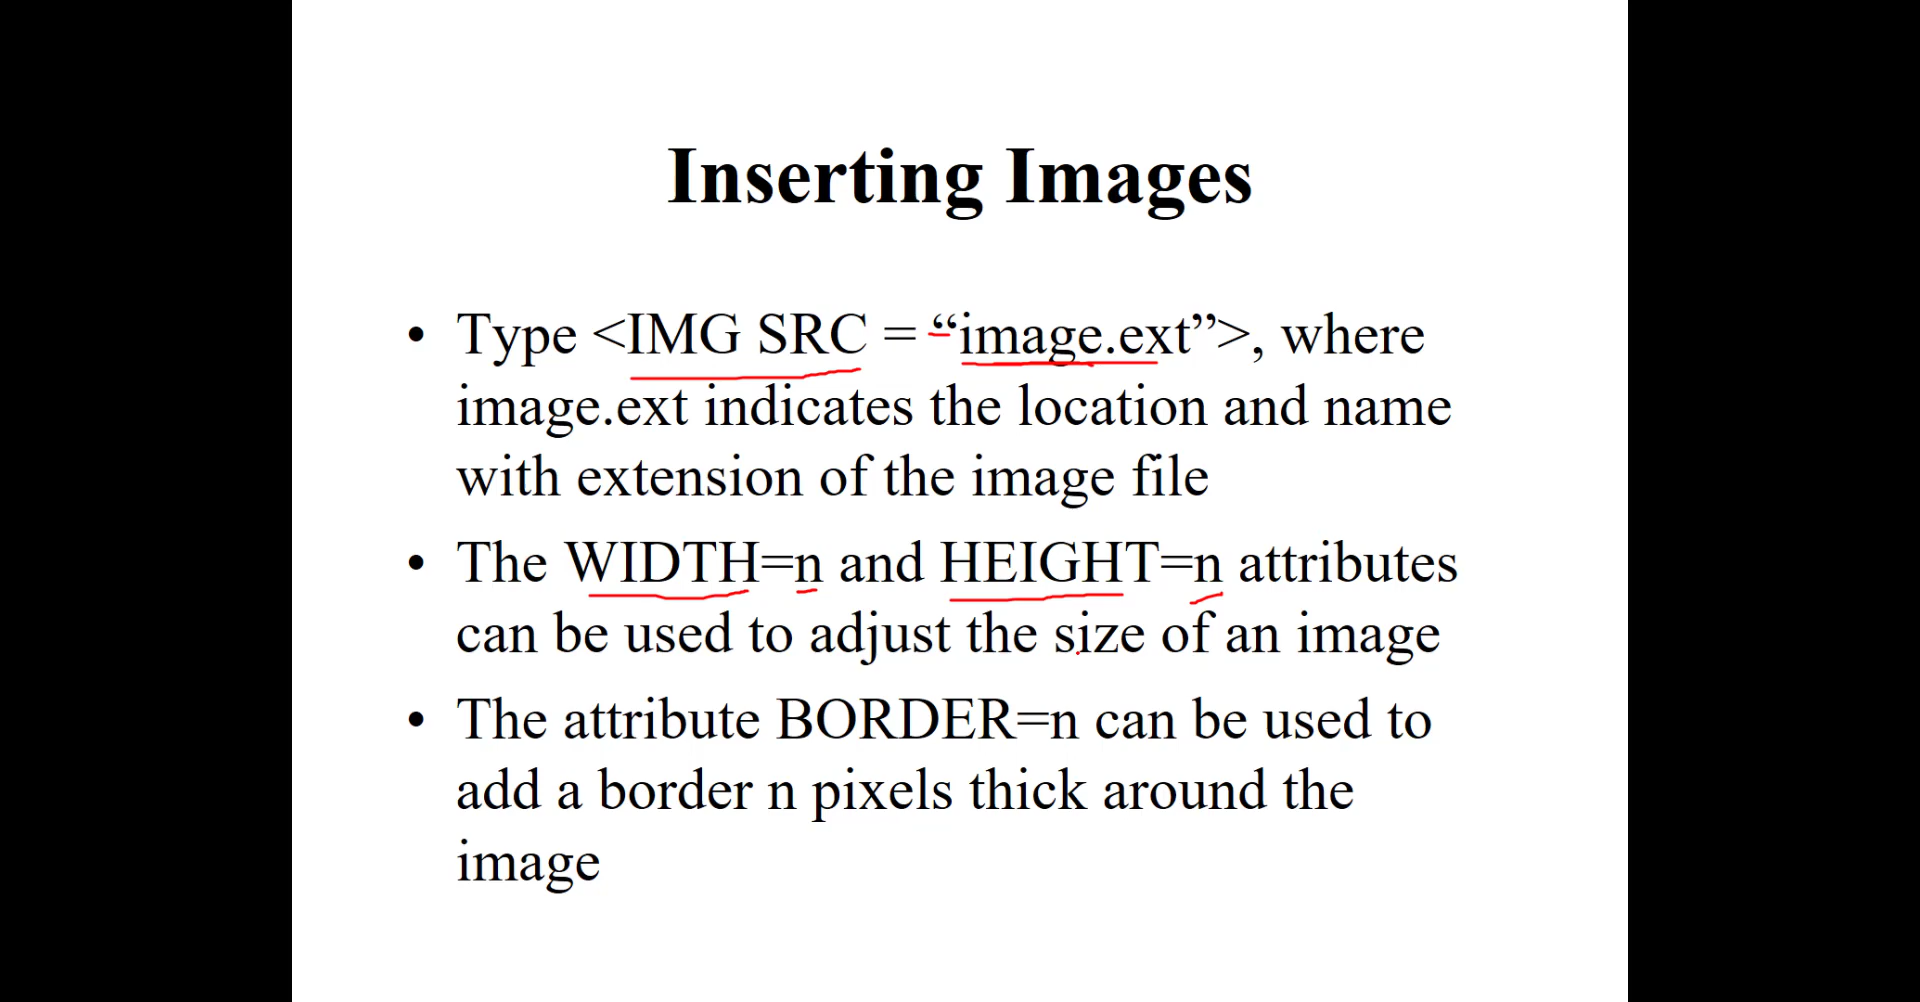 Inserting Images
• Type <IMG SRC = “image.ext”>, where
image.ext indicates the location and name
with extension of the image file
• The WIDTH=n and HEIGHT=n attributes
can be used to adjust the size of an image
• The attribute BORDER=n can be used to
add a border n pixels thick around the
image